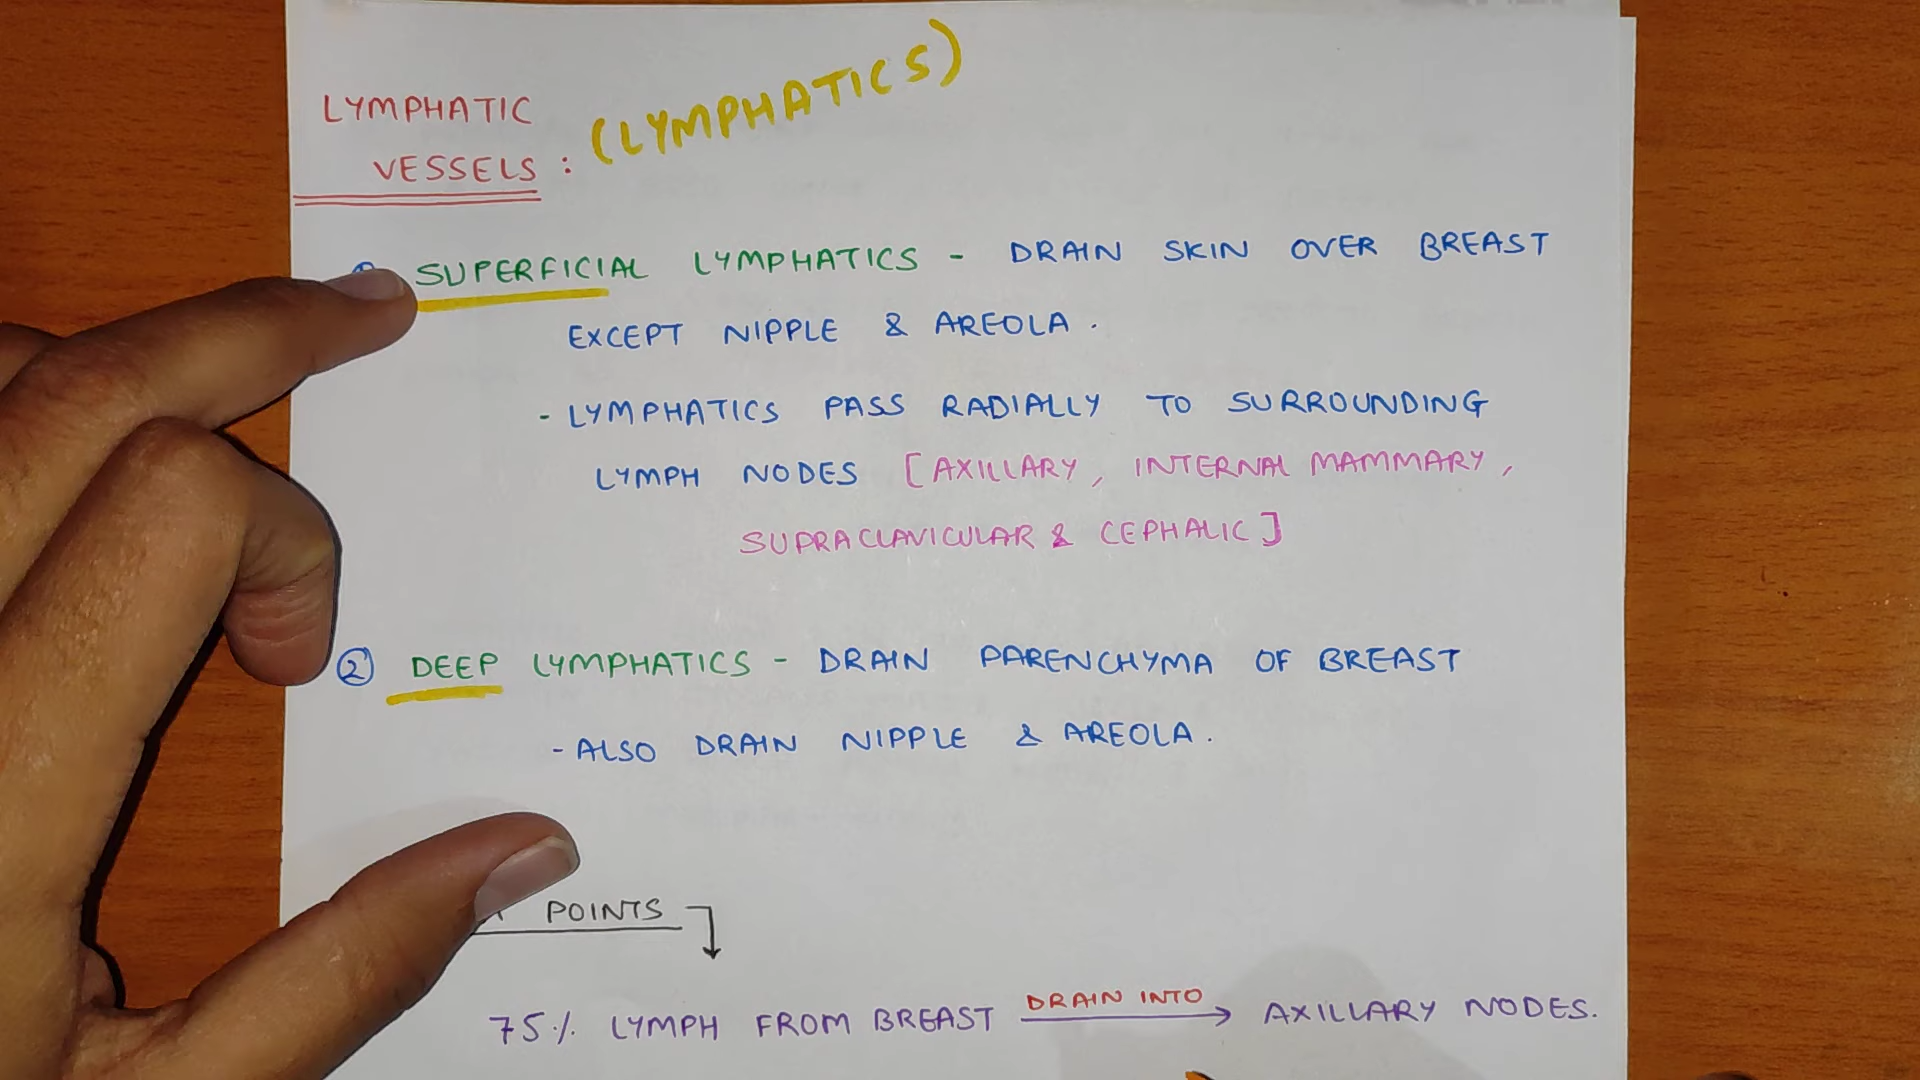 LYMPHATIC (LYMPHATICS)
VESSELS :
SUPERFICIAL LYMPHATICS - DRAIN SKIN OVER BREAST
EXCEPT NIPPLE & AREOLA.
- LYMPHATICS PASS RADIALLY TO SURROUNDING
LYMPH NODES [AXILLARY, INTERNAL MAMMARY,
SUPRACLAVICULAR & CEPHALIC]
② DEEP LYMPHATICS - DRAIN PARENCHYMA OF BREAST
- ALSO DRAIN NIPPLE & AREOLA.
POINTS
DRAIN INTO
75% LYMPH FROM BREAST → AXILLARY NODES.